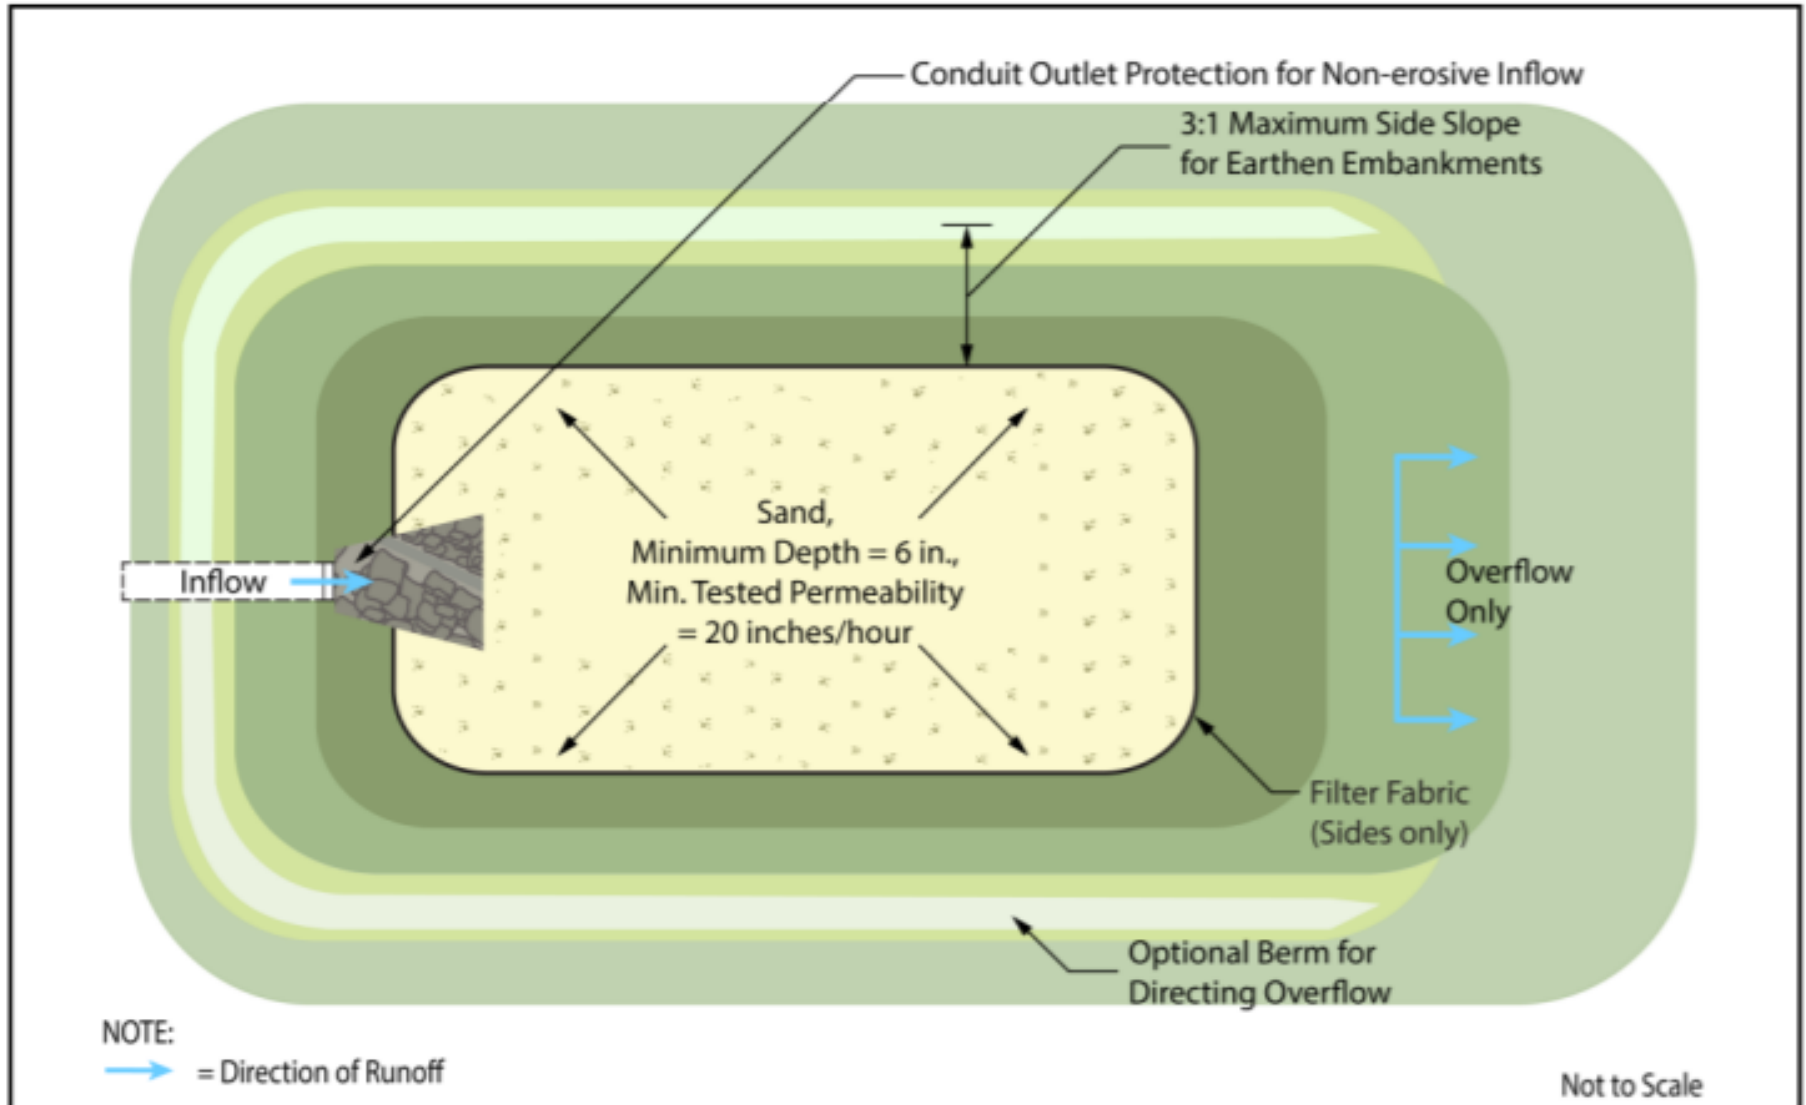 Conduit Outlet Protection for Non-erosive Inflow
3:1 Maximum Side Slope
for Earthen Embankments
Sand,
Minimum Depth = 6 in.,
Min. Tested Permeability
= 20 inches/hour
Inflow
Overflow
Only
Filter Fabric
(Sides only)
Optional Berm for
Directing Overflow
NOTE:
= Direction of Runoff
Not to Scale